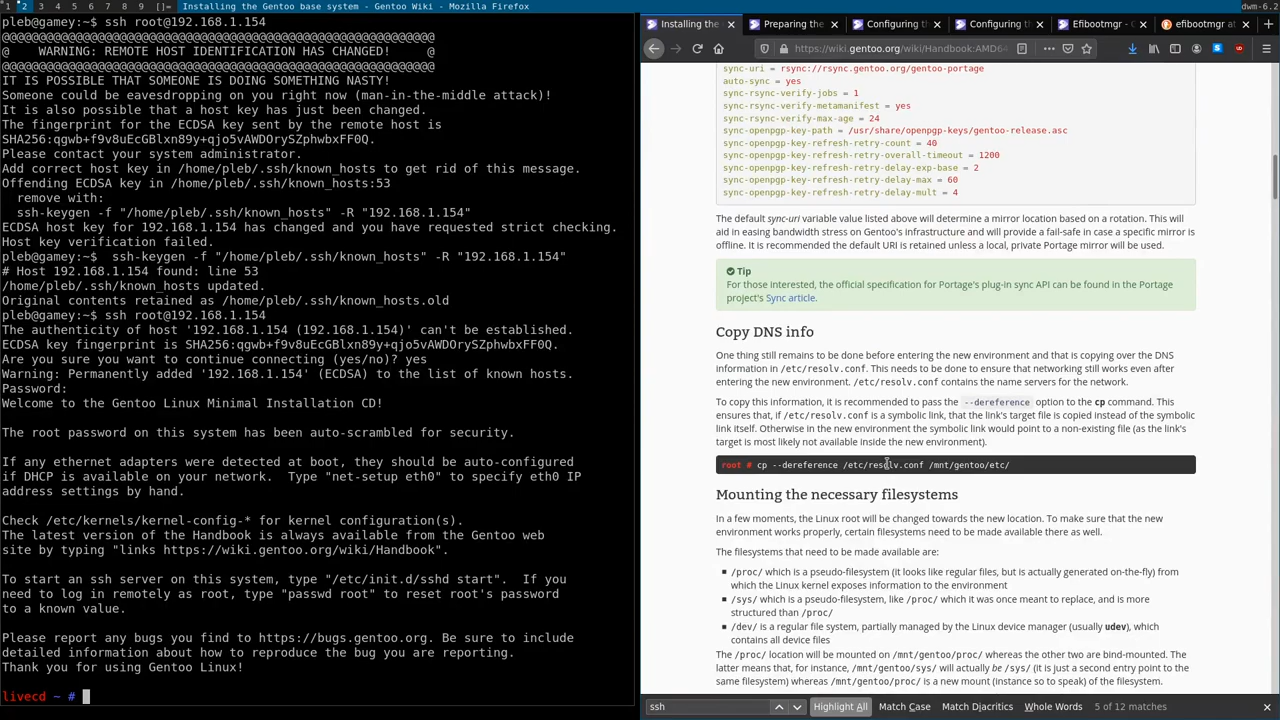 1 2 3 4 5 6 7 8 9 []= Installing the Gentoo base system - Gentoo Wiki - Mozilla Firefox dwm-6.2
pleb@gamey:~$ ssh root@192.168.1.154
@@@@@@@@@@@@@@@@@@@@@@@@@@@@@@@@@@@@@@@@@@@@@@@@@@@@@@@@@@@
@    WARNING: REMOTE HOST IDENTIFICATION HAS CHANGED!     @
@@@@@@@@@@@@@@@@@@@@@@@@@@@@@@@@@@@@@@@@@@@@@@@@@@@@@@@@@@@
IT IS POSSIBLE THAT SOMEONE IS DOING SOMETHING NASTY!
Someone could be eavesdropping on you right now (man-in-the-middle attack)!
It is also possible that a host key has just been changed.
The fingerprint for the ECDSA key sent by the remote host is
SHA256:qgwb+f9v8uEcGBkl+xn89y+qjo5vAWDOrySZphwbxFF0Q.
Please contact your system administrator.
Add correct host key in /home/pleb/.ssh/known_hosts to get rid of this message.
Offending ECDSA key in /home/pleb/.ssh/known_hosts:53
remove with:
ssh-keygen -f "/home/pleb/.ssh/known_hosts" -R "192.168.1.154"
ECDSA host key for 192.168.1.154 has changed and you have requested strict checking.
Host key verification failed.
pleb@gamey:~$ ssh-keygen -f "/home/pleb/.ssh/known_hosts" -R "192.168.1.154"
# Host 192.168.1.154 found: line 53
/home/pleb/.ssh/known_hosts updated.
Original contents retained as /home/pleb/.ssh/known_hosts.old
pleb@gamey:~$ ssh root@192.168.1.154
The authenticity of host '192.168.1.154 (192.168.1.154)' can't be established.
ECDSA key fingerprint is SHA256:qgwb+f9v8uEcGBkl+xn89y+qjo5vAWDOrySZphwbxFF0Q.
Are you sure you want to continue connecting (yes/no)? yes
Warning: Permanently added '192.168.1.154' (ECDSA) to the list of known hosts.
Password:
Welcome to the Gentoo Linux Minimal Installation CD!
The root password on this system has been auto-scrambled for security.
If any ethernet adapters were detected at boot, they should be auto-configured
if DHCP is available on your network.  Type "net-setup eth0" to specify eth0 IP
address settings by hand.
Check /etc/kernels/kernel-config-* for kernel configuration(s).
The latest version of the Handbook is always available from the Gentoo web
site by typing "links https://wiki.gentoo.org/wiki/Handbook".
To start an ssh server on this system, type "/etc/init.d/sshd start".  If you
need to log in remotely as root, type "passwd root" to reset root's password
to a known value.
Please report any bugs you find to https://bugs.gentoo.org. Be sure to include
detailed information about how to reproduce the bug you are reporting.
Thank you for using Gentoo Linux!
livecd ~ #
Installing the Preparing the Configuring th Configuring th Efibootmgr - G efibootmgr at
https://wiki.gentoo.org/wiki/Handbook:AMD6
sync-uri = rsync://rsync.gentoo.org/gentoo-portage
auto-sync = yes
sync-rsync-verify-jobs = 1
sync-rsync-verify-metamanifest = yes
sync-rsync-verify-max-age = 24
sync-openpgp-key-path = /usr/share/openpgp-keys/gentoo-release.asc
sync-openpgp-key-refresh-retry-count = 40
sync-openpgp-key-refresh-retry-overall-timeout = 1200
sync-openpgp-key-refresh-retry-delay-exp-base = 2
sync-openpgp-key-refresh-retry-delay-max = 60
sync-openpgp-key-refresh-retry-delay-mult = 4
The default sync-uri variable value listed above will determine a mirror location based on a rotation. This will
aid in easing bandwidth stress on Gentoo's infrastructure and will provide a fail-safe in case a specific mirror is
offline. It is recommended the default URI is retained unless a local, private Portage mirror will be used.
Tip
For those interested, the official specification for Portage's plug-in sync API can be found in the Portage
project's Sync article.
Copy DNS info
One thing still remains to be done before entering the new environment and that is copying over the DNS
information in /etc/resolv.conf. This needs to be done to ensure that networking still works even after
entering the new environment. /etc/resolv.conf contains the name servers for the network.
To copy this information, it is recommended to pass the --dereference option to the cp command. This
ensures that, if /etc/resolv.conf is a symbolic link, that the link's target file is copied instead of the symbolic
link itself. Otherwise in the new environment the symbolic link would point to a non-existing file (as the link's
target is most likely not available inside the new environment).
root # cp --dereference /etc/resolv.conf /mnt/gentoo/etc/
Mounting the necessary filesystems
In a few moments, the Linux root will be changed towards the new location. To make sure that the new
environment works properly, certain filesystems need to be made available there as well.
The filesystems that need to be made available are:
/proc/ which is a pseudo-filesystem (it looks like regular files, but is actually generated on-the-fly) from
which the Linux kernel exposes information to the environment
/sys/ which is a pseudo-filesystem, like /proc/ which it was once meant to replace, and is more
structured than /proc/
/dev/ is a regular file system, partially managed by the Linux device manager (usually udev), which
contains all device files
The /proc/ location will be mounted on /mnt/gentoo/proc/ whereas the other two are bind-mounted. The
latter means that, for instance, /mnt/gentoo/sys/ will actually be /sys/ (it is just a second entry point to the
same filesystem) whereas /mnt/gentoo/proc/ is a new mount (instance so to speak) of the filesystem.
ssh Highlight All Match Case Match Diacritics Whole Words 5 of 12 matches